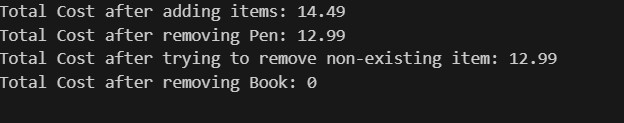 Total Cost after adding items: 14.49
Total Cost after removing Pen: 12.99
Total Cost after trying to remove non-existing item: 12.99
Total Cost after removing Book: 0